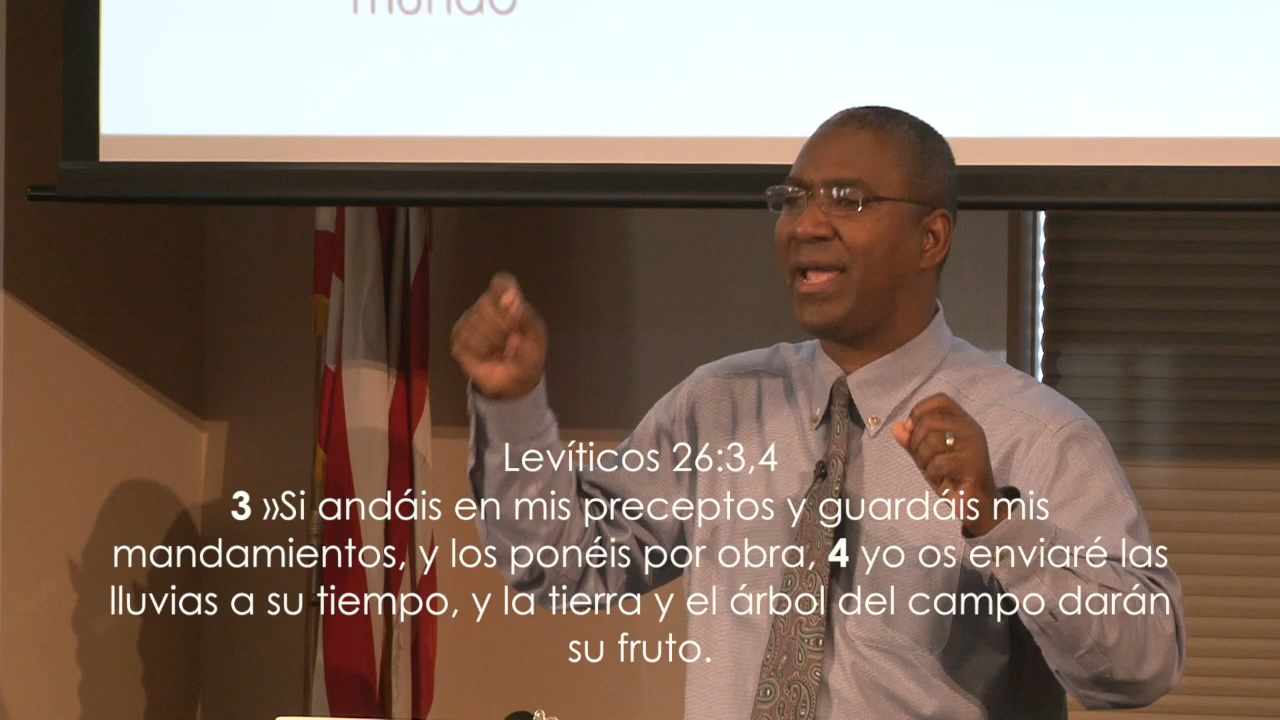 mundo
Levíticos 26:3,4
3 »Si andáis en mis preceptos y guardáis mis
mandamientos, y los ponéis por obra, 4 yo os enviaré las
lluvias a su tiempo, y la tierra y el árbol del campo darán
su fruto.